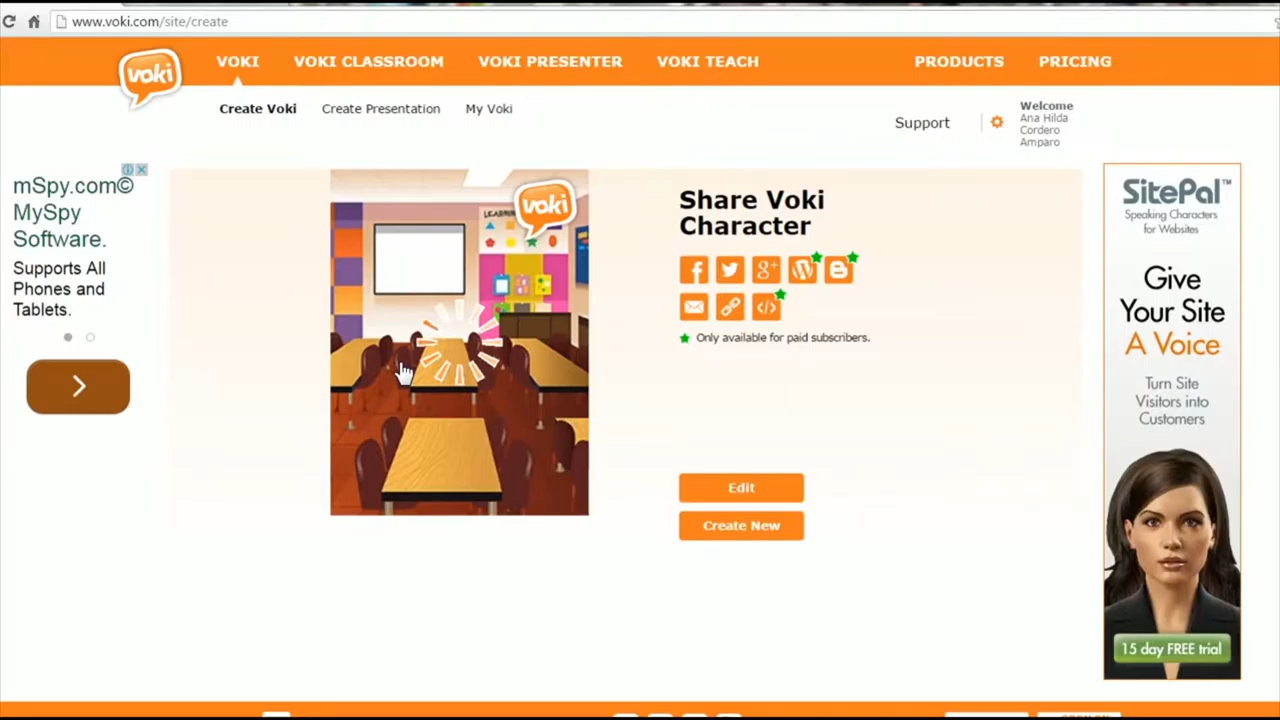 www.voki.com/site/create
voki
VOKI
VOKI CLASSROOM
VOKI PRESENTER
VOKI TEACH
PRODUCTS
PRICING
Create Voki
Create Presentation
My Voki
Support
Welcome
Ana Hilda
Cordero
Amparo
mSpy.com©
MySpy
Software.
Supports All
Phones and
Tablets.
voki
Share Voki
Character
Only available for paid subscribers.
Edit
Create New
SitePal™
Speaking Characters
for Websites
Give
Your Site
A Voice
Turn Site
Visitors into
Customers
15 day FREE trial